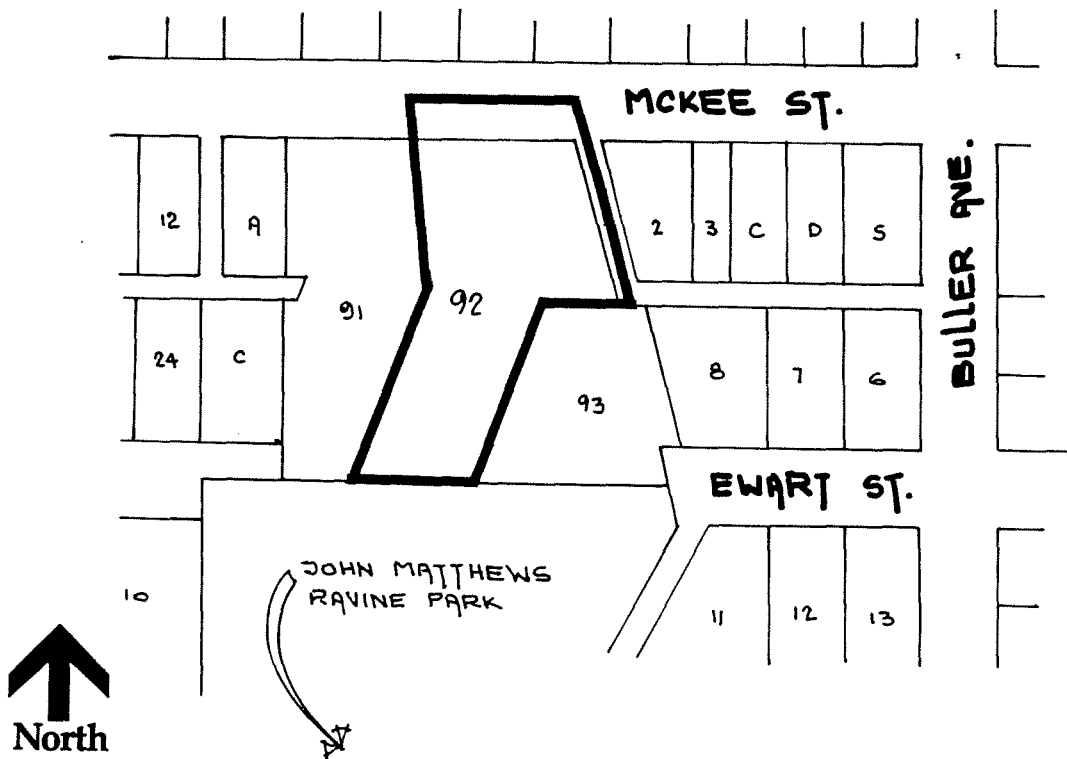 MCKEE ST.
BULLER AVE.
12
A
2
3
C
D
S
91
92
24
C
93
8
7
6
EWART ST.
JOHN MATTHEWS
RAVINE PARK
10
11
12
13
North